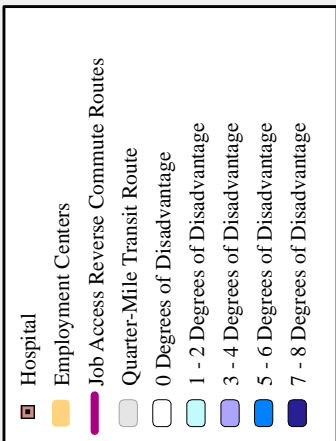 Hospital
Employment Centers
Job Access Reverse Commute Routes
Quarter-Mile Transit Route
0 Degrees of Disadvantage
1 - 2 Degrees of Disadvantage
3 - 4 Degrees of Disadvantage
5 - 6 Degrees of Disadvantage
7 - 8 Degrees of Disadvantage